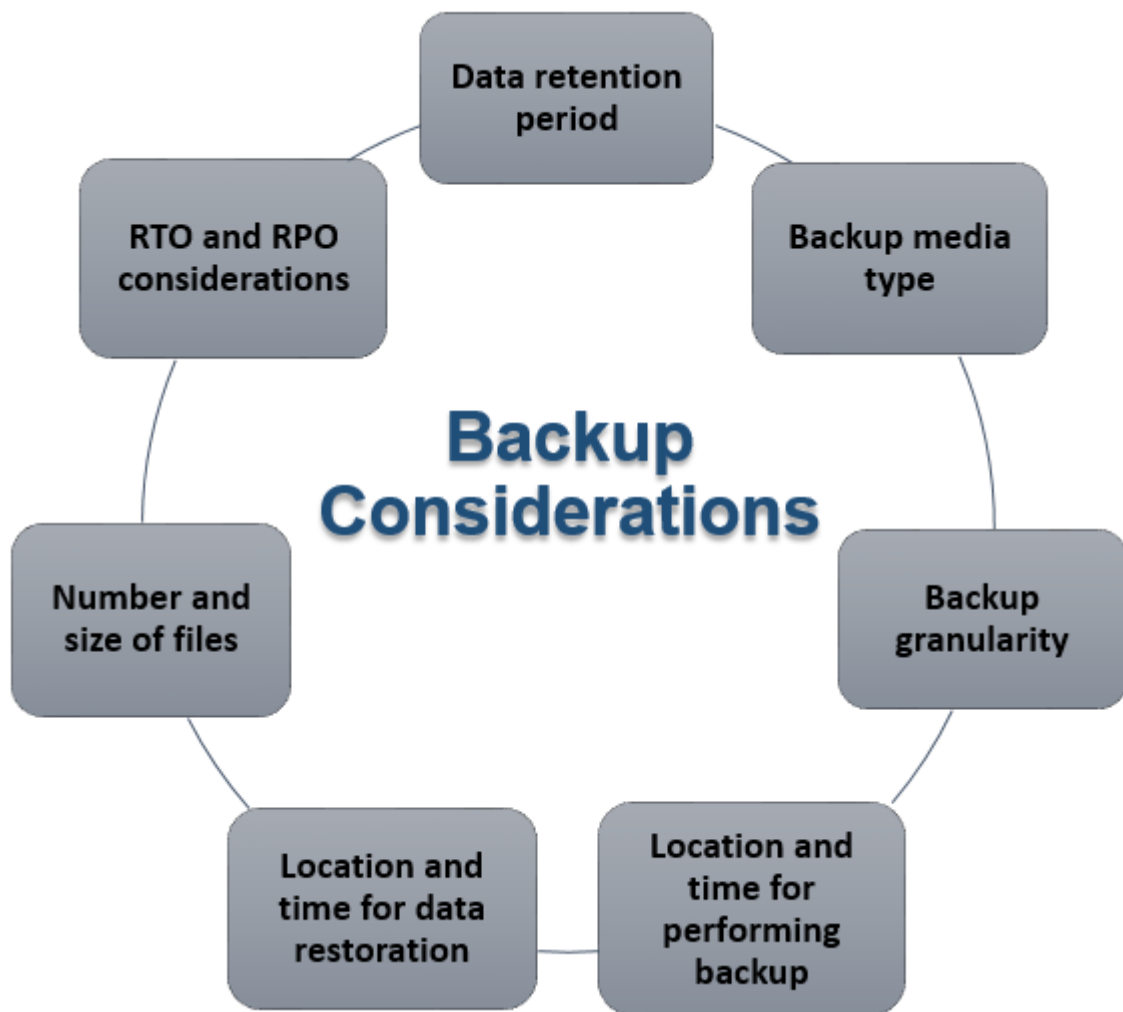 Data retention
period
RTO and RPO
considerations
Backup media
type
Backup
Considerations
Number and
size of files
Backup
granularity
Location and
time for data
restoration
Location and
time for
performing
backup